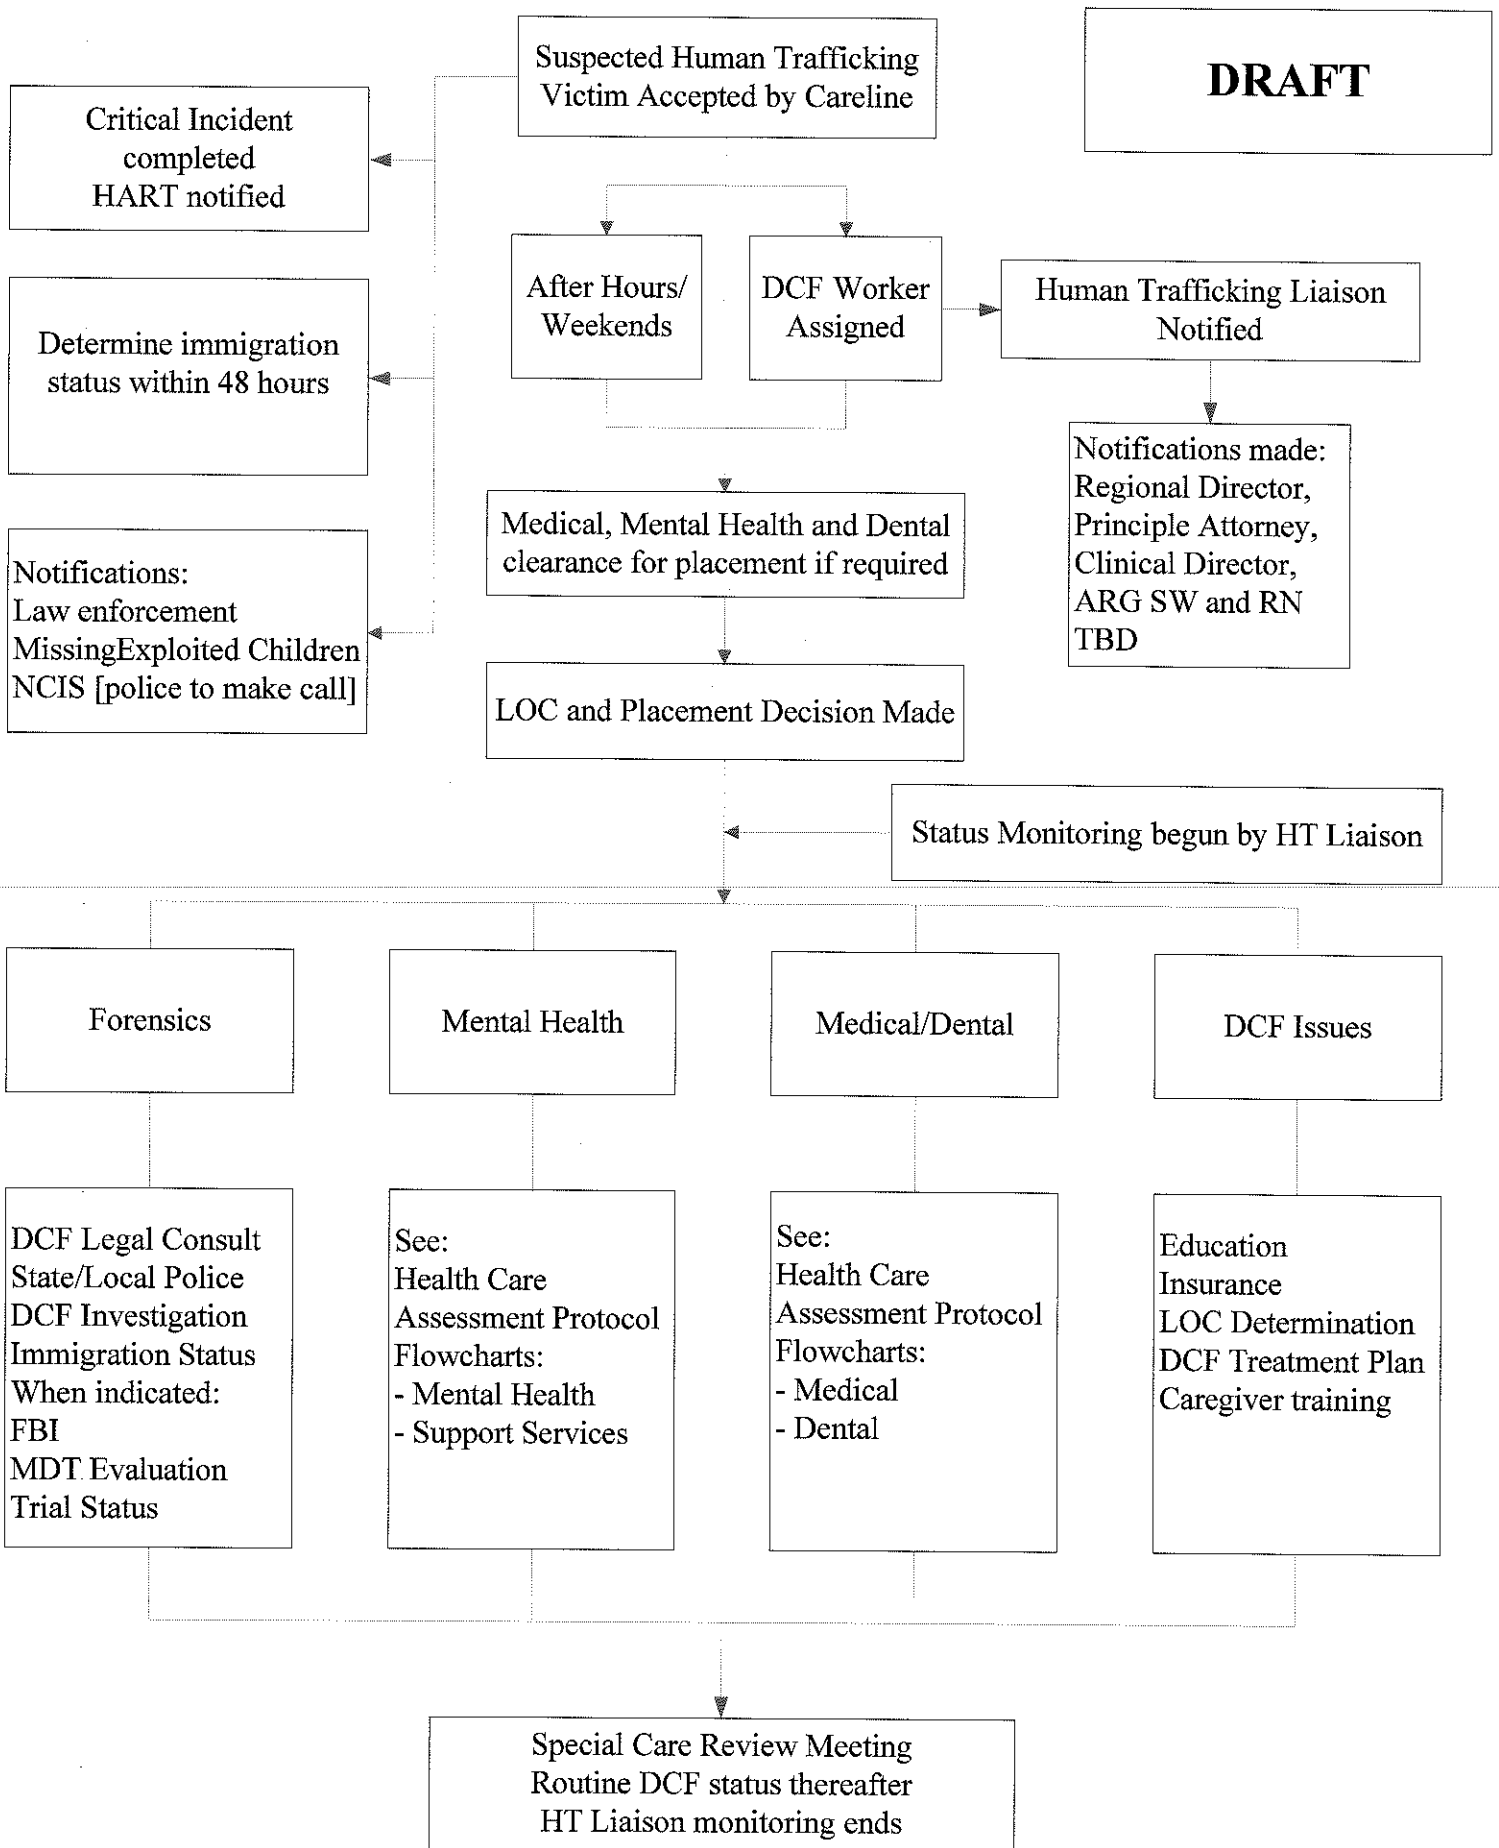 Suspected Human Trafficking
Victim Accepted by Careline
DRAFT
Critical Incident
completed
HART notified
After Hours/
Weekends
DCF Worker
Assigned
Human Trafficking Liaison
Notified
Determine immigration
status within 48 hours
Notifications made:
Regional Director,
Principle Attorney,
Clinical Director,
ARG SW and RN
TBD
Medical, Mental Health and Dental
clearance for placement if required
Notifications:
Law enforcement
MissingExploited Children
NCIS [police to make call]
LOC and Placement Decision Made
Status Monitoring begun by HT Liaison
Forensics
Mental Health
Medical/Dental
DCF Issues
DCF Legal Consult
State/Local Police
DCF Investigation
Immigration Status
When indicated:
FBI
MDT Evaluation
Trial Status
See:
Health Care
Assessment Protocol
Flowcharts:
- Mental Health
- Support Services
See:
Health Care
Assessment Protocol
Flowcharts:
- Medical
- Dental
Education
Insurance
LOC Determination
DCF Treatment Plan
Caregiver training
Special Care Review Meeting
Routine DCF status thereafter
HT Liaison monitoring ends